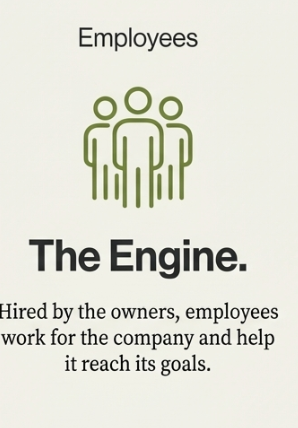 Employees
The Engine.
Hired by the owners, employees
work for the company and help
it reach its goals.